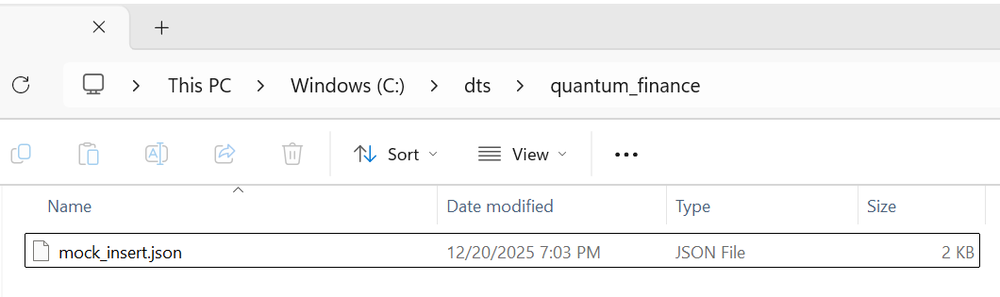 This PC > Windows (C:) > dts > quantum_finance
Sort View
Name Date modified Type Size
mock_insert.json 12/20/2025 7:03 PM JSON File 2 KB